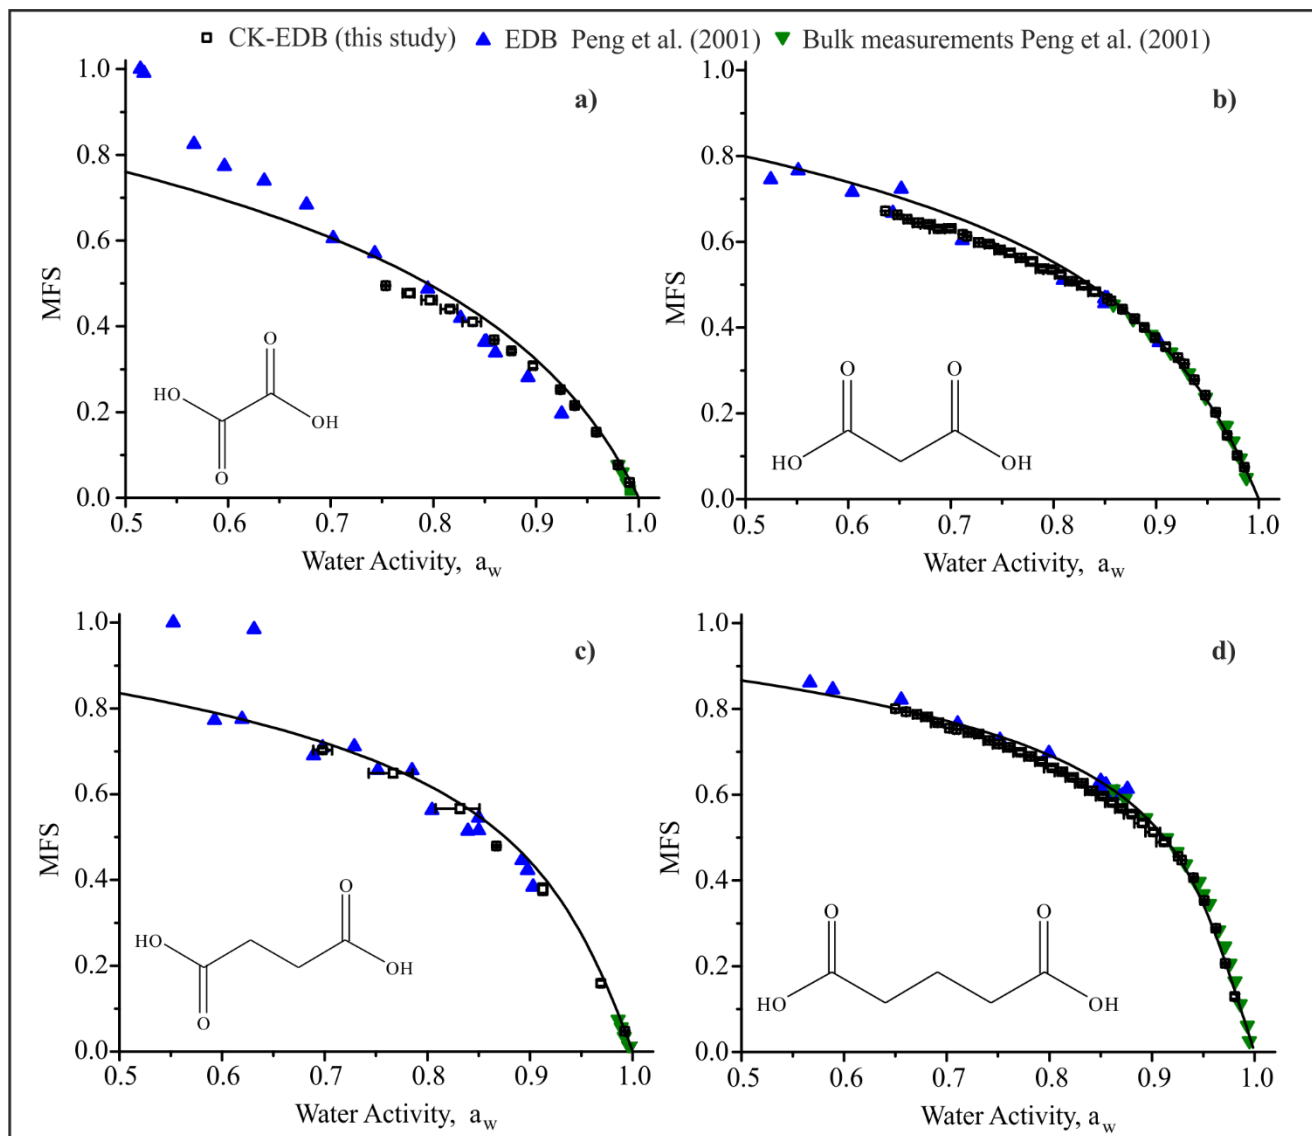 CK-EDB (this study) EDB Peng et al. (2001) Bulk measurements Peng et al. (2001)
a)
MFS
1.0
0.8
0.6
0.4
0.2
0.0
O
HO
OH
O
0.5 0.6 0.7 0.8 0.9 1.0
Water Activity, a_w
b)
MFS
1.0
0.8
0.6
0.4
0.2
0.0
O O
HO OH
0.5 0.6 0.7 0.8 0.9 1.0
Water Activity, a_w
c)
MFS
1.0
0.8
0.6
0.4
0.2
0.0
O
HO
OH
O
0.5 0.6 0.7 0.8 0.9 1.0
Water Activity, a_w
d)
MFS
1.0
0.8
0.6
0.4
0.2
0.0
O O
HO OH
0.5 0.6 0.7 0.8 0.9 1.0
Water Activity, a_w